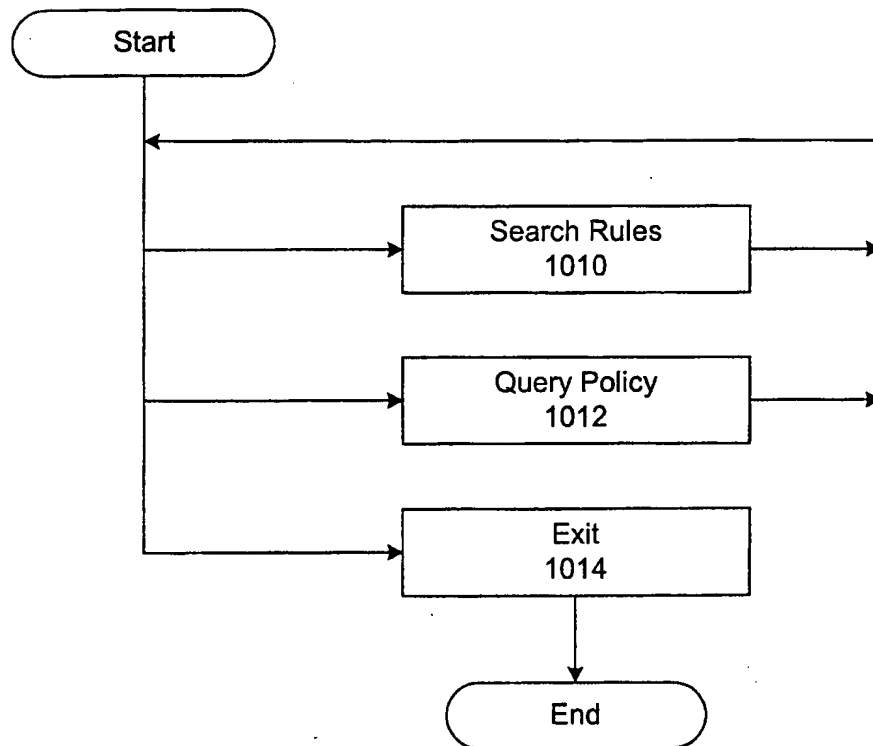 Start
Search Rules
1010
Query Policy
1012
Exit
1014
End